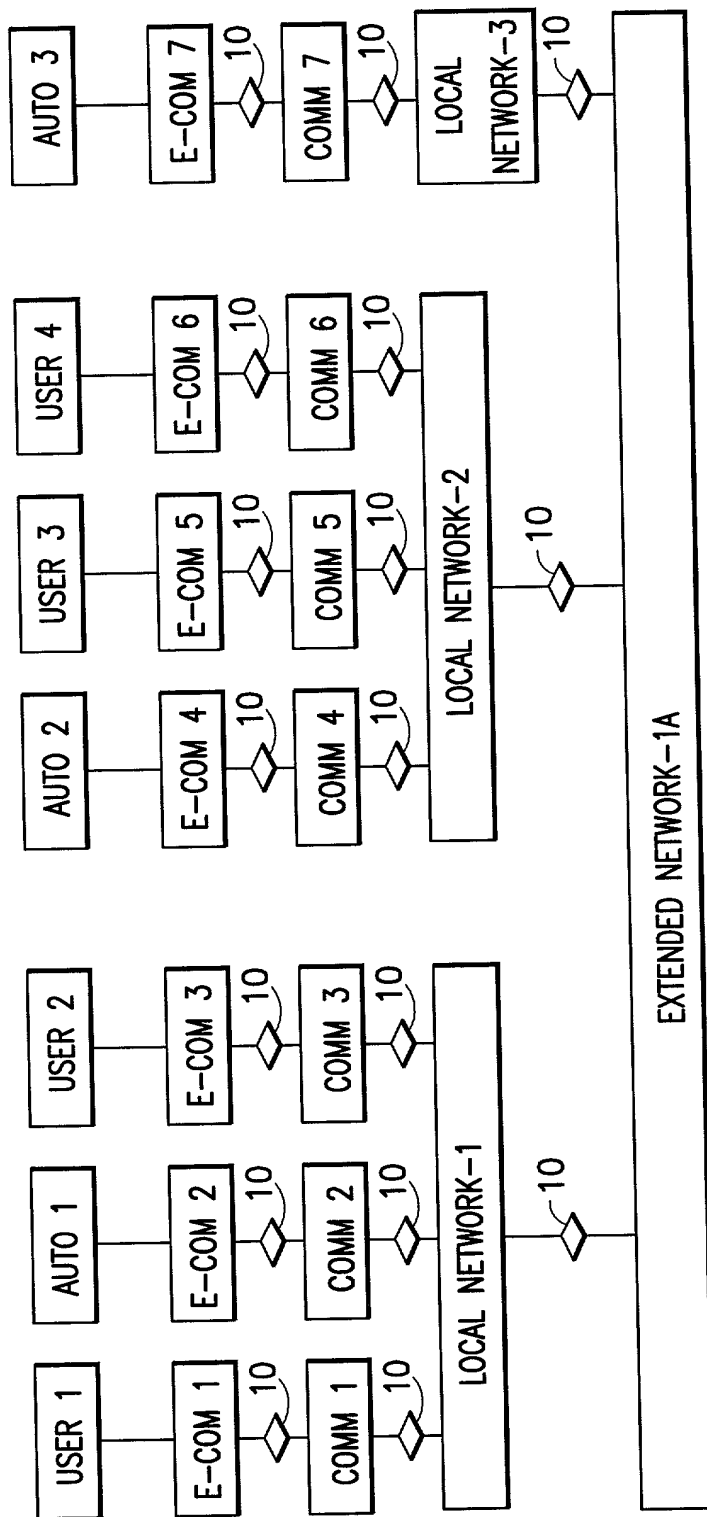 USER 1
AUTO 1
USER 2
AUTO 2
USER 3
USER 4
AUTO 3
E-COM 1
E-COM 2
E-COM 3
E-COM 4
E-COM 5
E-COM 6
E-COM 7
10
10
10
10
10
10
10
COMM 1
COMM 2
COMM 3
COMM 4
COMM 5
COMM 6
COMM 7
10
10
10
10
10
10
10
LOCAL NETWORK-1
LOCAL NETWORK-2
LOCAL
NETWORK-3
10
10
10
EXTENDED NETWORK-1A